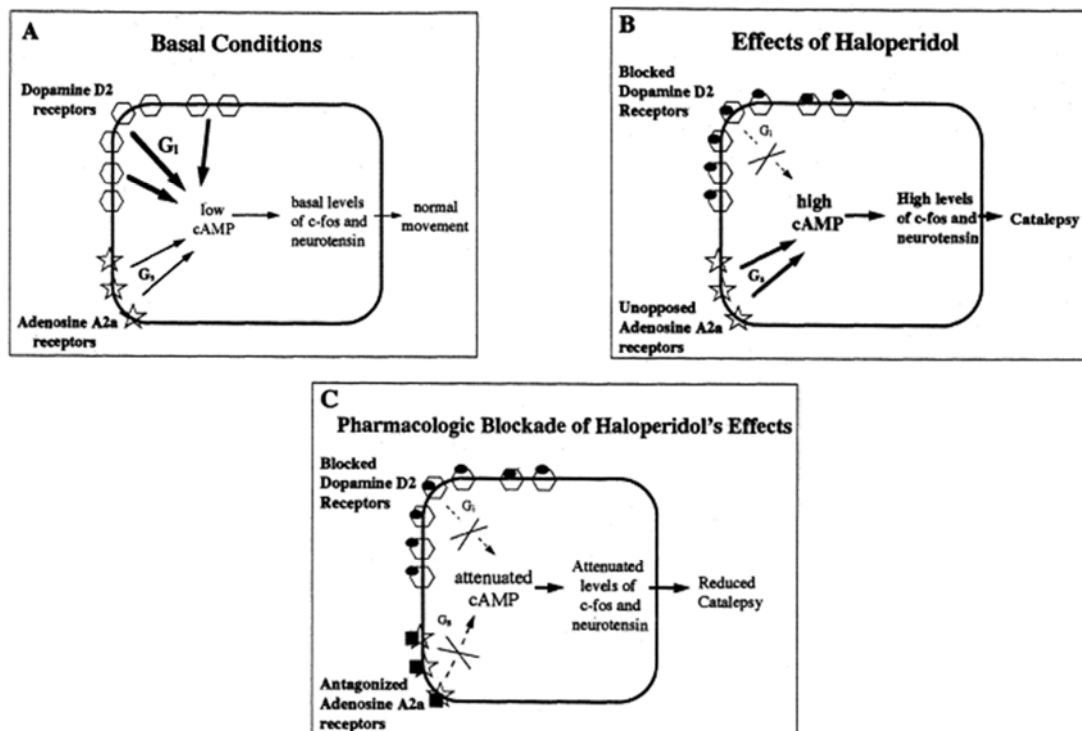 A
Basal Conditions
Dopamine D2
receptors
G1
low
cAMP
basal levels
of c-fos and
neurotensin
normal
movement
Gs
Adenosine A2a
receptors
B
Effects of Haloperidol
Blocked
Dopamine D2
Receptors
G1
high
cAMP
High levels
of c-fos and
neurotensin
Catalepsy
Gs
Unopposed
Adenosine A2a
receptors
C
Pharmacologic Blockade of Haloperidol's Effects
Blocked
Dopamine D2
Receptors
G1
attenuated
cAMP
Attenuated
levels of
c-fos and
neurotensin
Reduced
Catalepsy
Gs
Antagonized
Adenosine A2a
receptors